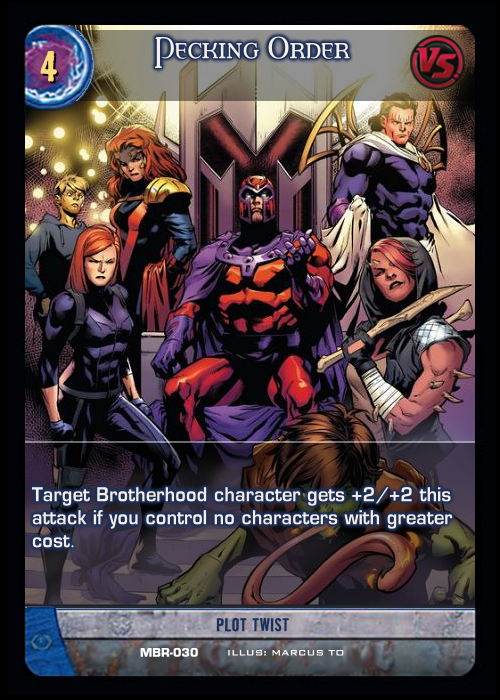 4
Pecking Order
VS.
Target Brotherhood character gets +2/+2 this
attack if you control no characters with greater
cost.
PLOT TWIST
MBR-030 ILLUS: MARCUS TO